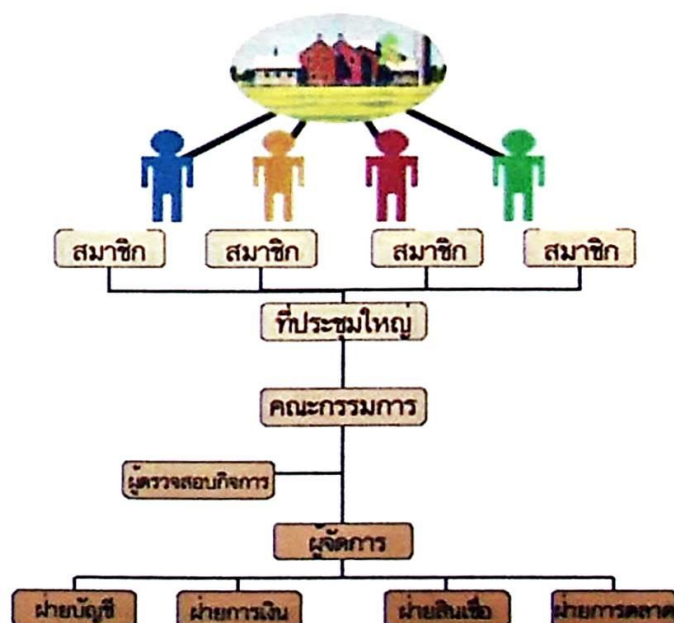 สมาชิก
สมาชิก
สมาชิก
สมาชิก
ที่ประชุมใหญ่
คณะกรรมการ
ผู้ตรวจสอบกิจการ
ผู้จัดการ
ฝ่ายบัญชี
ฝ่ายการเงิน
ฝ่ายสินเชื่อ
ฝ่ายการตลาด